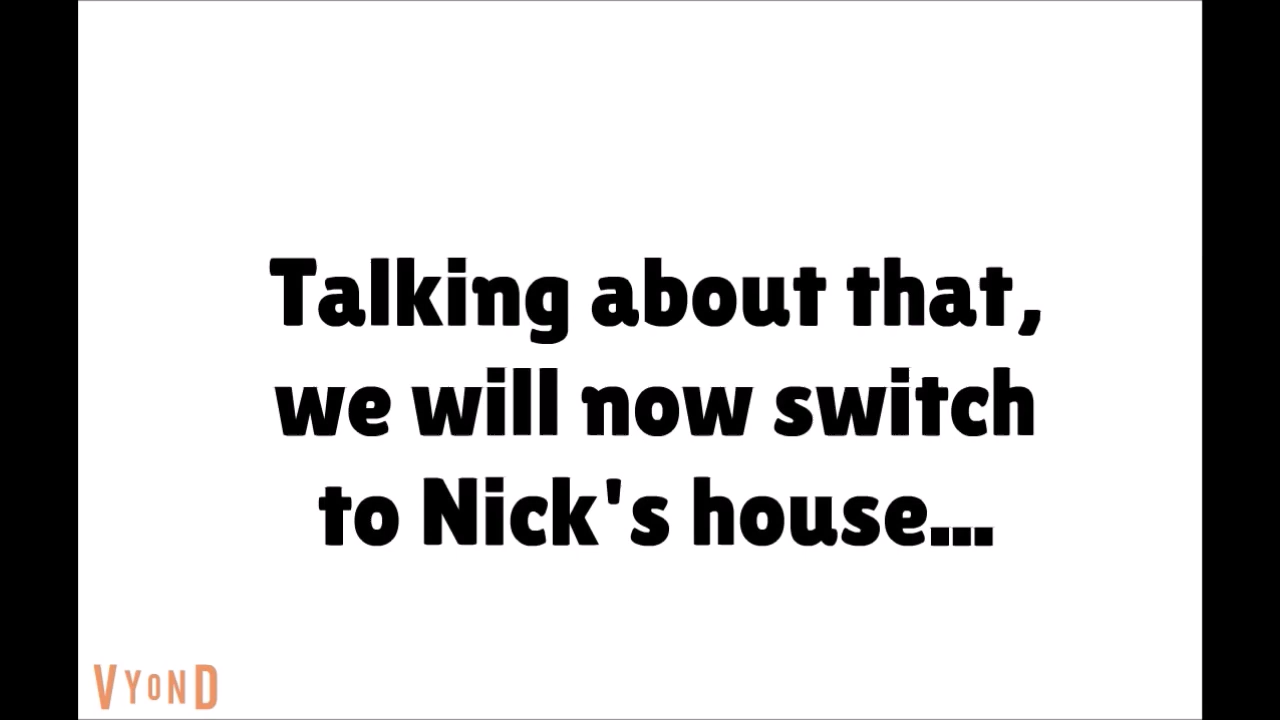 Talking about that,
we will now switch
to Nick's house...
VYOND